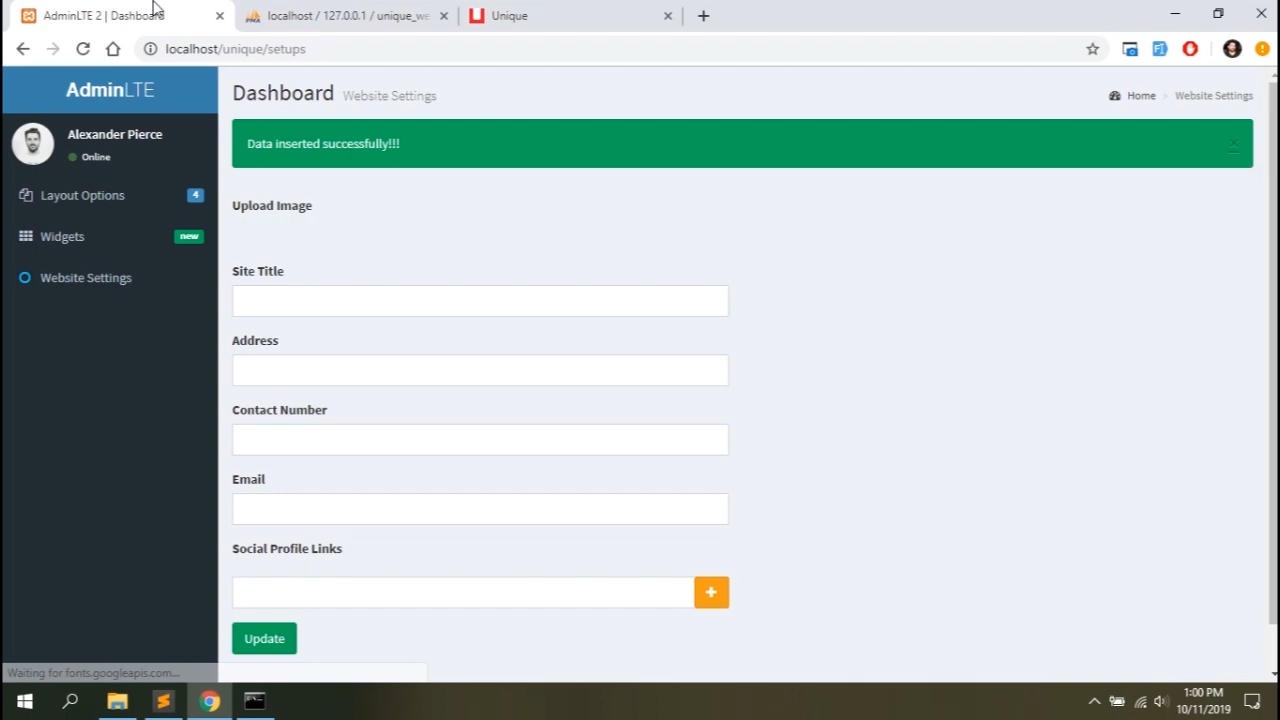 AdminLTE 2 | Dashboard
localhost / 127.0.0.1 / unique_we
Unique
localhost/unique/setups
AdminLTE
Dashboard Website Settings
Home > Website Settings
Alexander Pierce
Online
Data inserted successfully!!!
×
Layout Options 4
Widgets new
Website Settings
Upload Image
Site Title
Address
Contact Number
Email
Social Profile Links
+
Update
Waiting for fonts.googleapis.com...
1:00 PM
10/11/2019